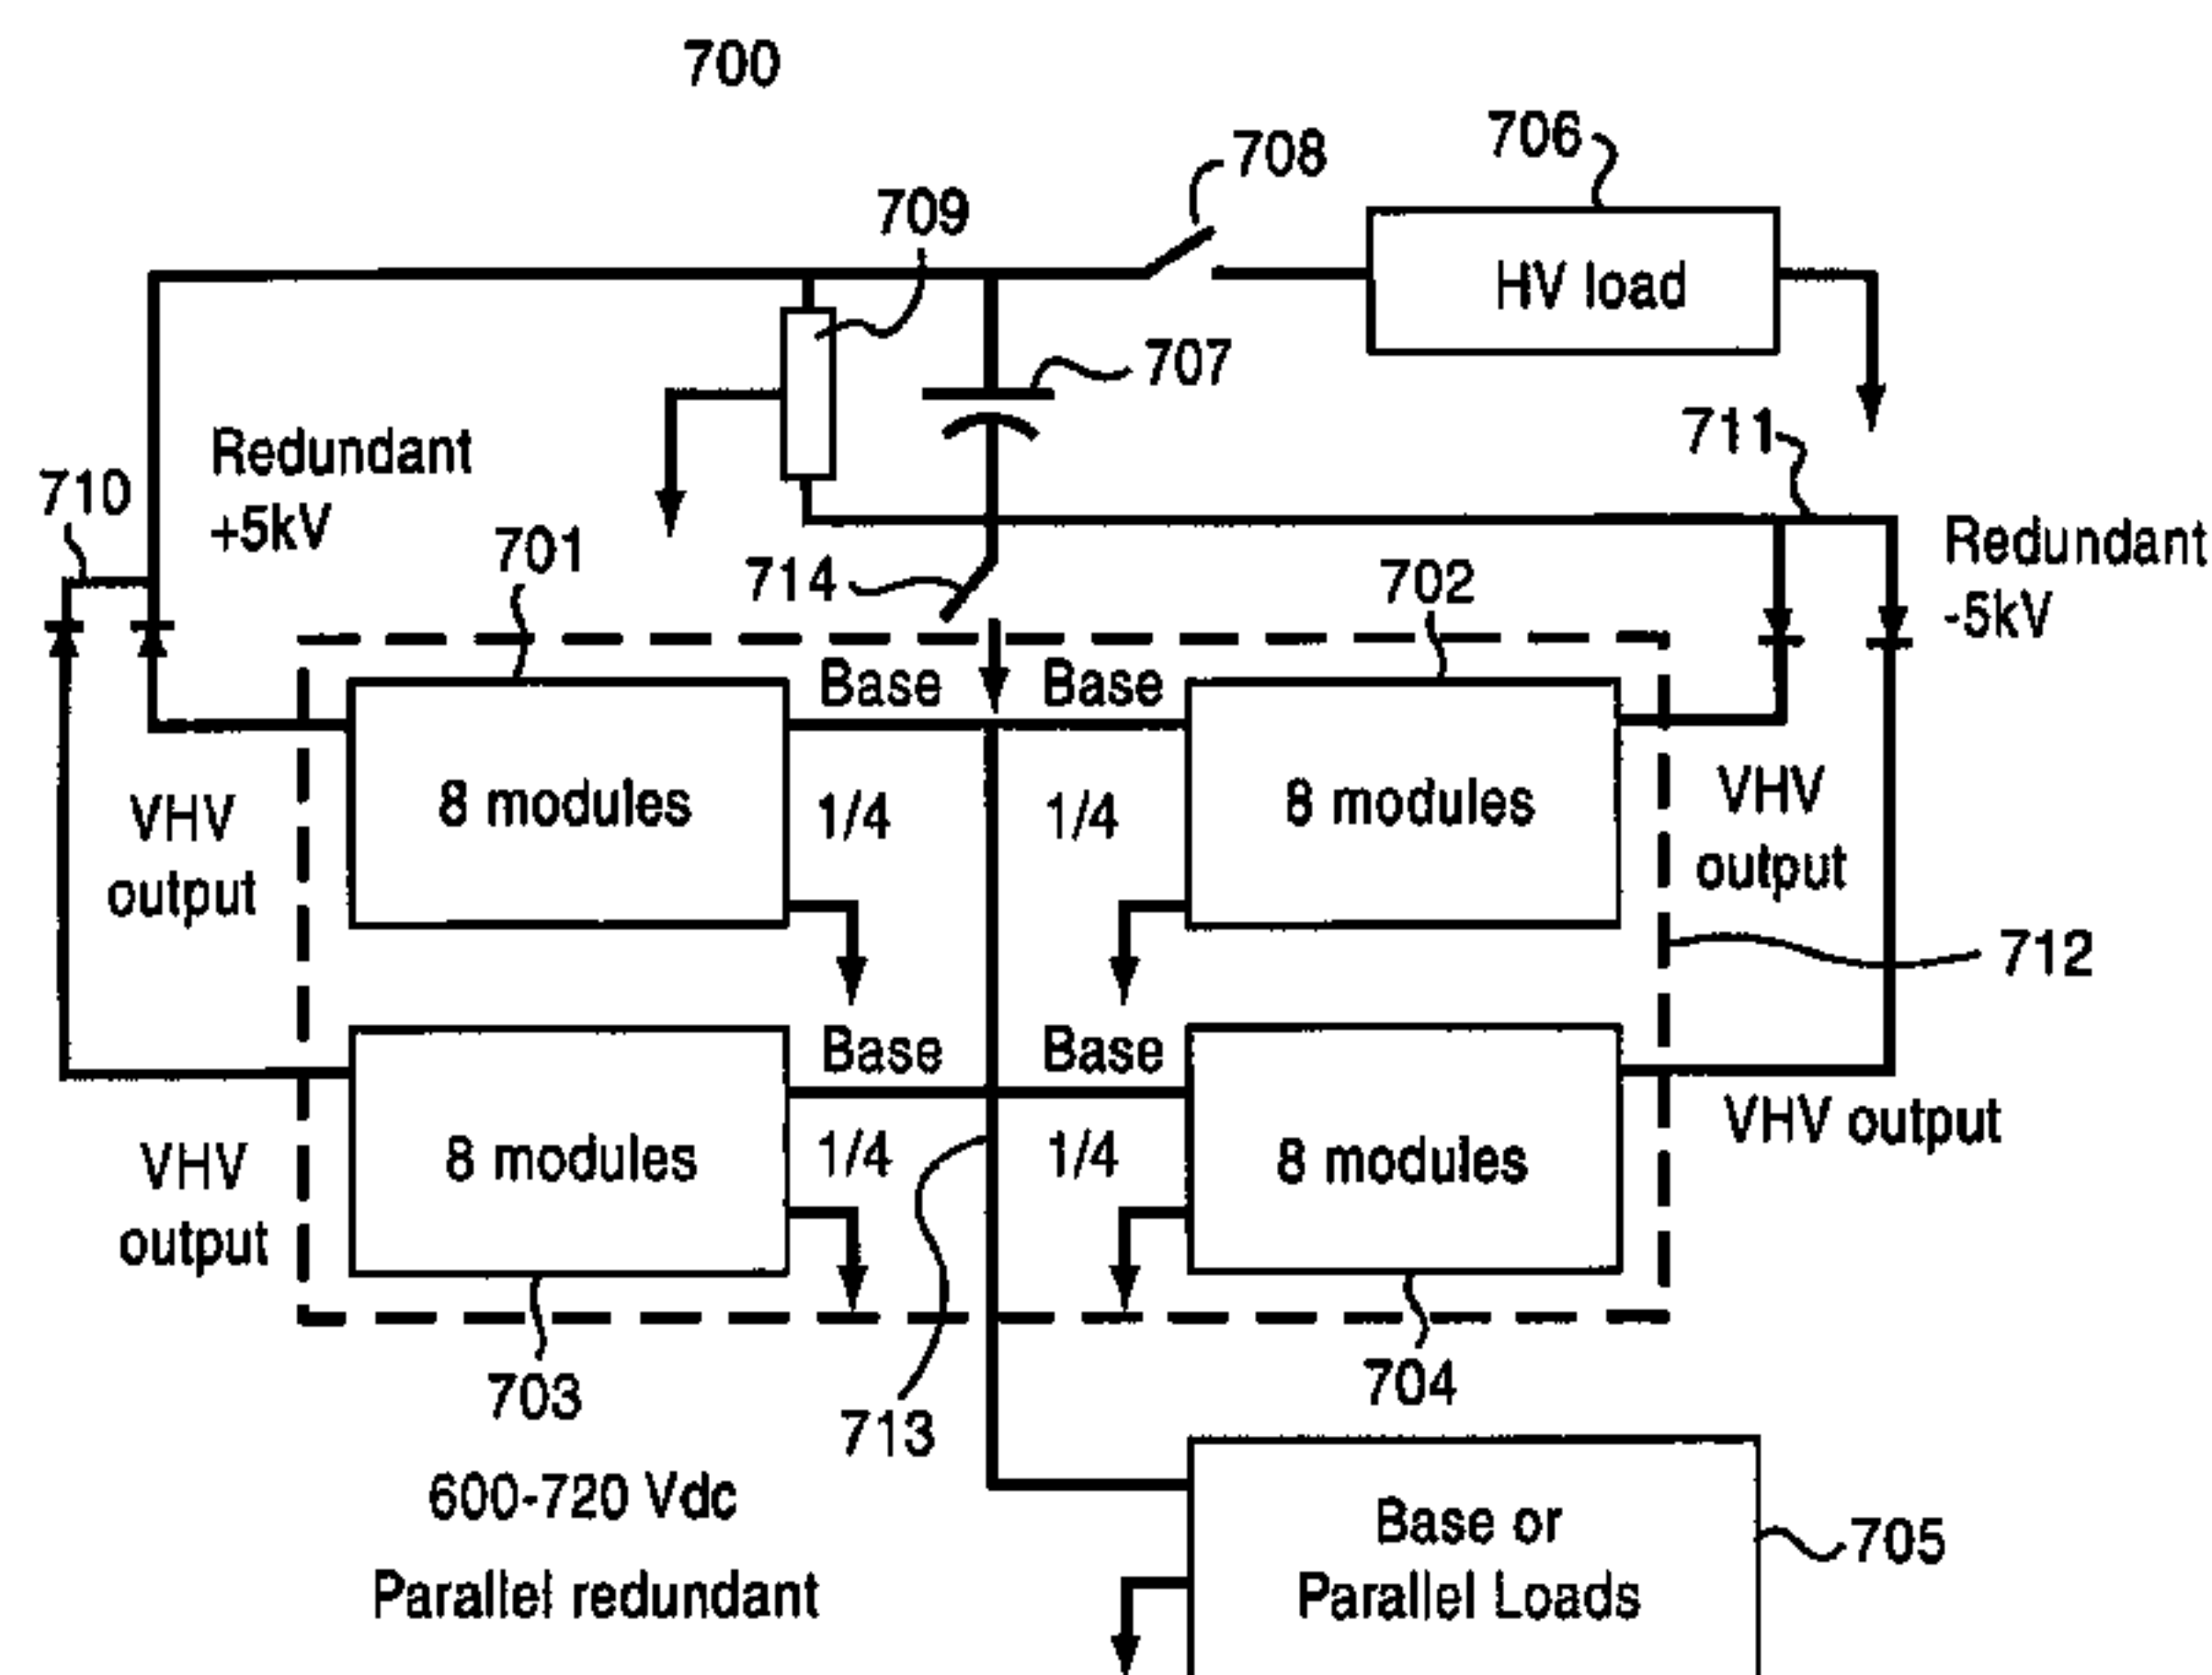 700
708
706
709
HV load
707
711
Redundant
+5kV
710
701
714
702
Redundant
-5kV
Base
Base
8 modules
1/4
1/4
8 modules
VHV
output
VHV
output
712
Base
Base
8 modules
1/4
1/4
8 modules
VHV output
VHV
output
703
713
704
600-720 Vdc
Parallel redundant
Base or
Parallel Loads
705